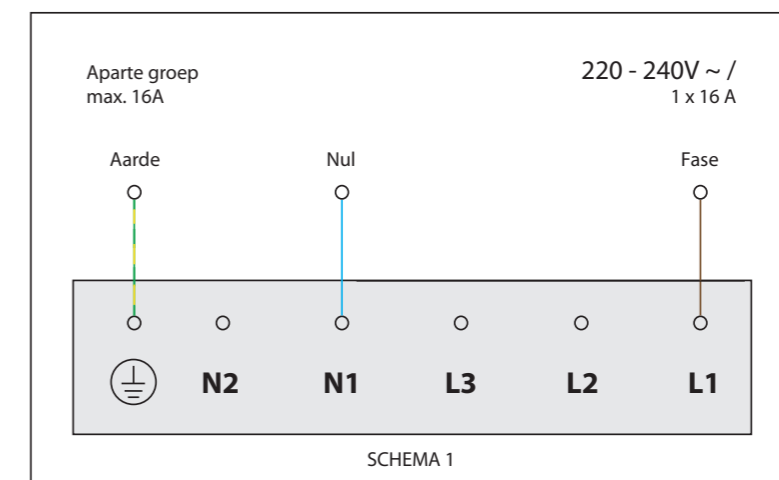 Aparte groep
max. 16A
220 - 240V ~ /
1 x 16 A
Aarde
Nul
Fase
N2
N1
L3
L2
L1
SCHEMA 1